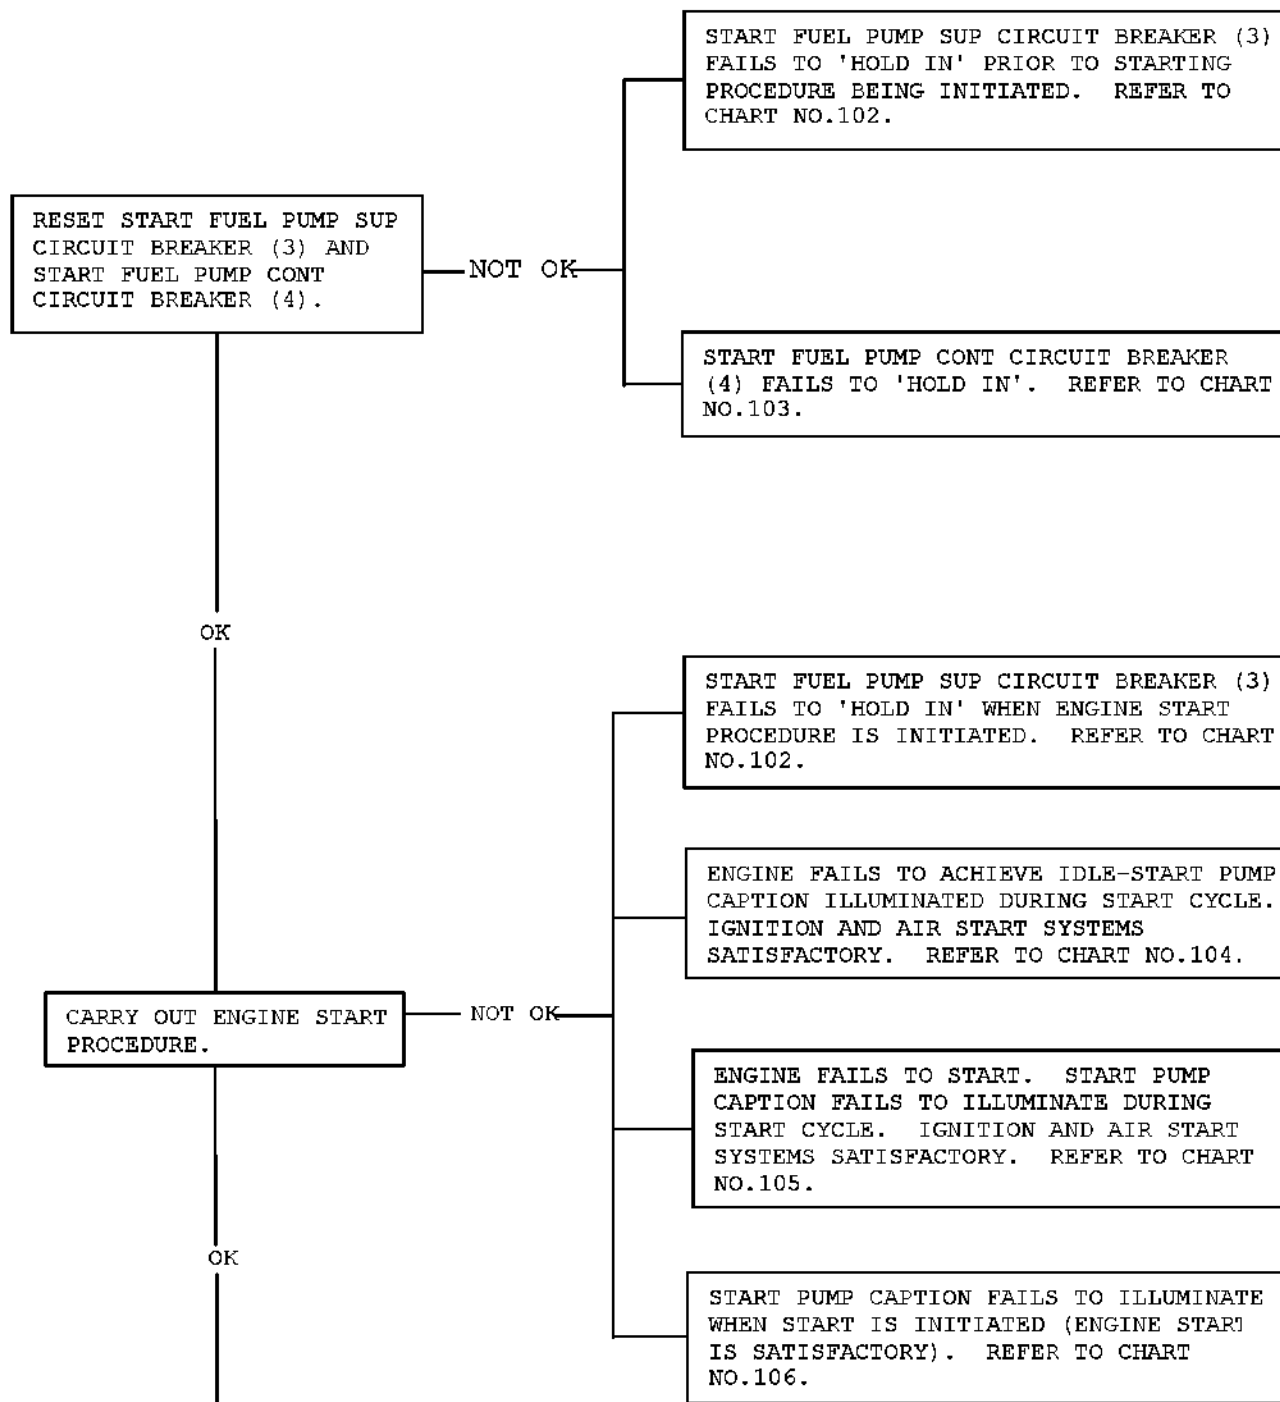 START FUEL PUMP SUP CIRCUIT BREAKER (3)
FAILS TO 'HOLD IN' PRIOR TO STARTING
PROCEDURE BEING INITIATED. REFER TO
CHART NO.102.
RESET START FUEL PUMP SUP
CIRCUIT BREAKER (3) AND
START FUEL PUMP CONT
CIRCUIT BREAKER (4).
NOT OK
START FUEL PUMP CONT CIRCUIT BREAKER
(4) FAILS TO 'HOLD IN'. REFER TO CHART
NO.103.
OK
START FUEL PUMP SUP CIRCUIT BREAKER (3)
FAILS TO 'HOLD IN' WHEN ENGINE START
PROCEDURE IS INITIATED. REFER TO CHART
NO.102.
ENGINE FAILS TO ACHIEVE IDLE-START PUMP
CAPTION ILLUMINATED DURING START CYCLE.
IGNITION AND AIR START SYSTEMS
SATISFACTORY. REFER TO CHART NO.104.
CARRY OUT ENGINE START
PROCEDURE.
NOT OK
ENGINE FAILS TO START. START PUMP
CAPTION FAILS TO ILLUMINATE DURING
START CYCLE. IGNITION AND AIR START
SYSTEMS SATISFACTORY. REFER TO CHART
NO.105.
OK
START PUMP CAPTION FAILS TO ILLUMINATE
WHEN START IS INITIATED (ENGINE START
IS SATISFACTORY). REFER TO CHART
NO.106.